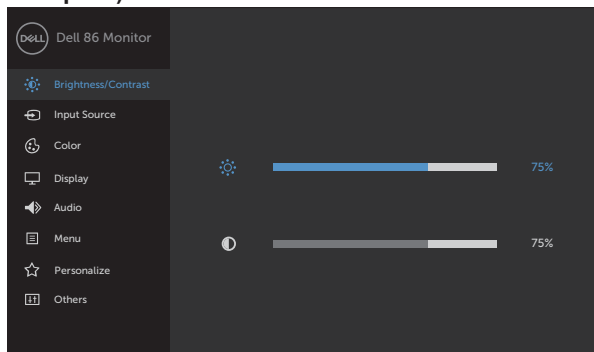 DELL Dell 86 Monitor
Brightness/Contrast
Input Source
Color
75%
Display
Audio
Menu
75%
Personalize
Others